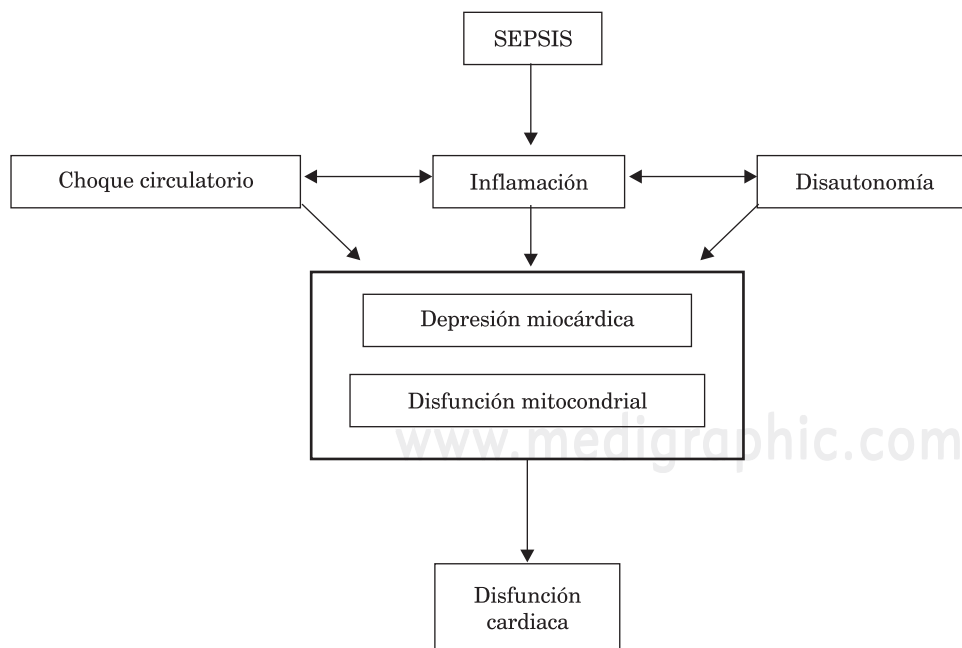 SEPSIS
Choque circulatorio
Inflamación
Disautonomía
Depresión miocárdica
Disfunción mitocondrial
www.medigraphic.com
Disfunción
cardiaca